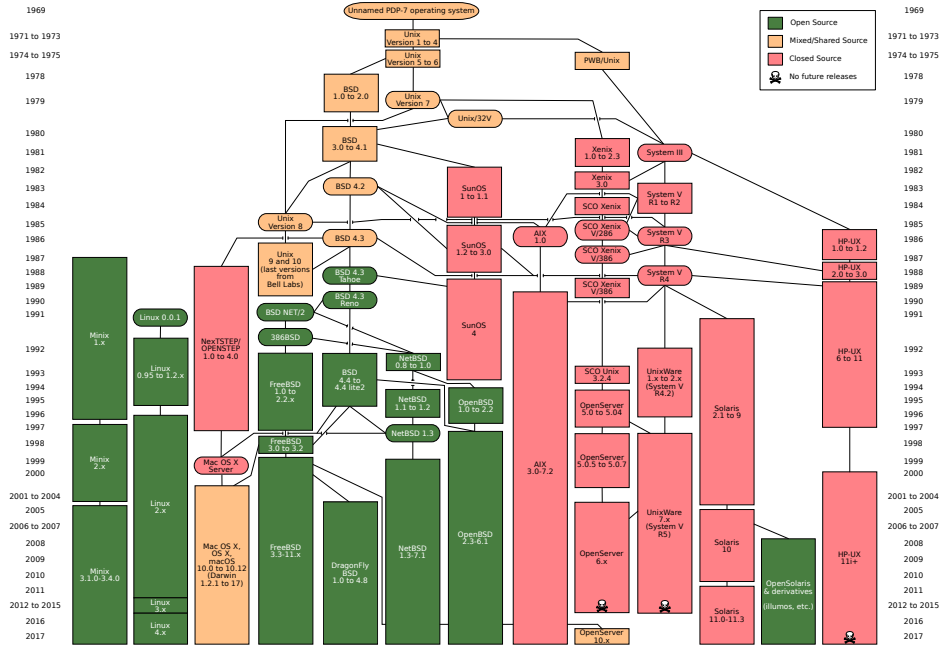 1969
Unnamed PDP-7 operating system
1969
Open Source
Mixed/Shared Source
Closed Source
No future releases
1971 to 1973
Unix
Version 1 to 4
1971 to 1973
1974 to 1975
Unix
Version 5 to 6
PWB/Unix
1974 to 1975
1978
BSD
1.0 to 2.0
1978
1979
Unix
Version 7
1979
Unix/32V
1980
BSD
3.0 to 4.1
1980
1981
Xenix
1.0 to 2.3
System III
1981
1982
1982
1983
BSD 4.2
SunOS
1 to 1.1
Xenix
3.0
System V
R1 to R2
1983
1984
SCO Xenix
1984
1985
Unix
Version 8
SCO Xenix
V/286
1985
1986
BSD 4.3
AIX
1.0
System V
R3
HP-UX
1.0 to 1.2
1986
1987
Unix
9 and 10
(last versions
from
Bell Labs)
SunOS
1.2 to 3.0
SCO Xenix
V/386
1987
1988
BSD 4.3
Tahoe
System V
R4
HP-UX
2.0 to 3.0
1988
1989
SCO Xenix
V/386
1989
1990
BSD 4.3
Reno
1990
1991
Linux 0.0.1
BSD NET/2
1991
Minix
1.x
NexTSTEP/
OPENSTEP
1.0 to 4.0
386BSD
SunOS
4
1992
NetBSD
0.8 to 1.0
HP-UX
6 to 11
1992
1993
Linux
0.95 to 1.2.x
BSD
4.4 to
4.4 lite2
SCO Unix
3.2.4
UnixWare
1.x to 2.x
(System V
R4.2)
1993
1994
FreeBSD
1.0 to
2.2.x
1994
1995
NetBSD
1.1 to 1.2
OpenBSD
1.0 to 2.2
OpenServer
5.0 to 5.04
Solaris
2.1 to 9
1995
1996
1996
1997
NetBSD 1.3
1997
1998
FreeBSD
3.0 to 3.2
1998
1999
Minix
2.x
Mac OS X
Server
AIX
3.0-7.2
OpenServer
5.0.5 to 5.0.7
1999
2000
2000
2001 to 2004
Linux
2.x
2001 to 2004
2005
2005
2006 to 2007
UnixWare
7.x
(System V
R5)
2006 to 2007
2008
Mac OS X,
OS X,
macOS
10.0 to 10.12
(Darwin
1.2.1 to 17)
FreeBSD
3.3-11.x
NetBSD
1.3-7.1
OpenBSD
2.3-6.1
Solaris
10
2008
2009
OpenServer
6.x
HP-UX
11i+
2009
2010
Minix
3.1.0-3.4.0
DragonFly
BSD
1.0 to 4.8
2010
2011
OpenSolaris
& derivatives
(illumos, etc.)
2011
2012 to 2015
Linux
3.x
Solaris
11.0-11.3
2012 to 2015
2016
Linux
4.x
2016
2017
OpenServer
10.x
2017